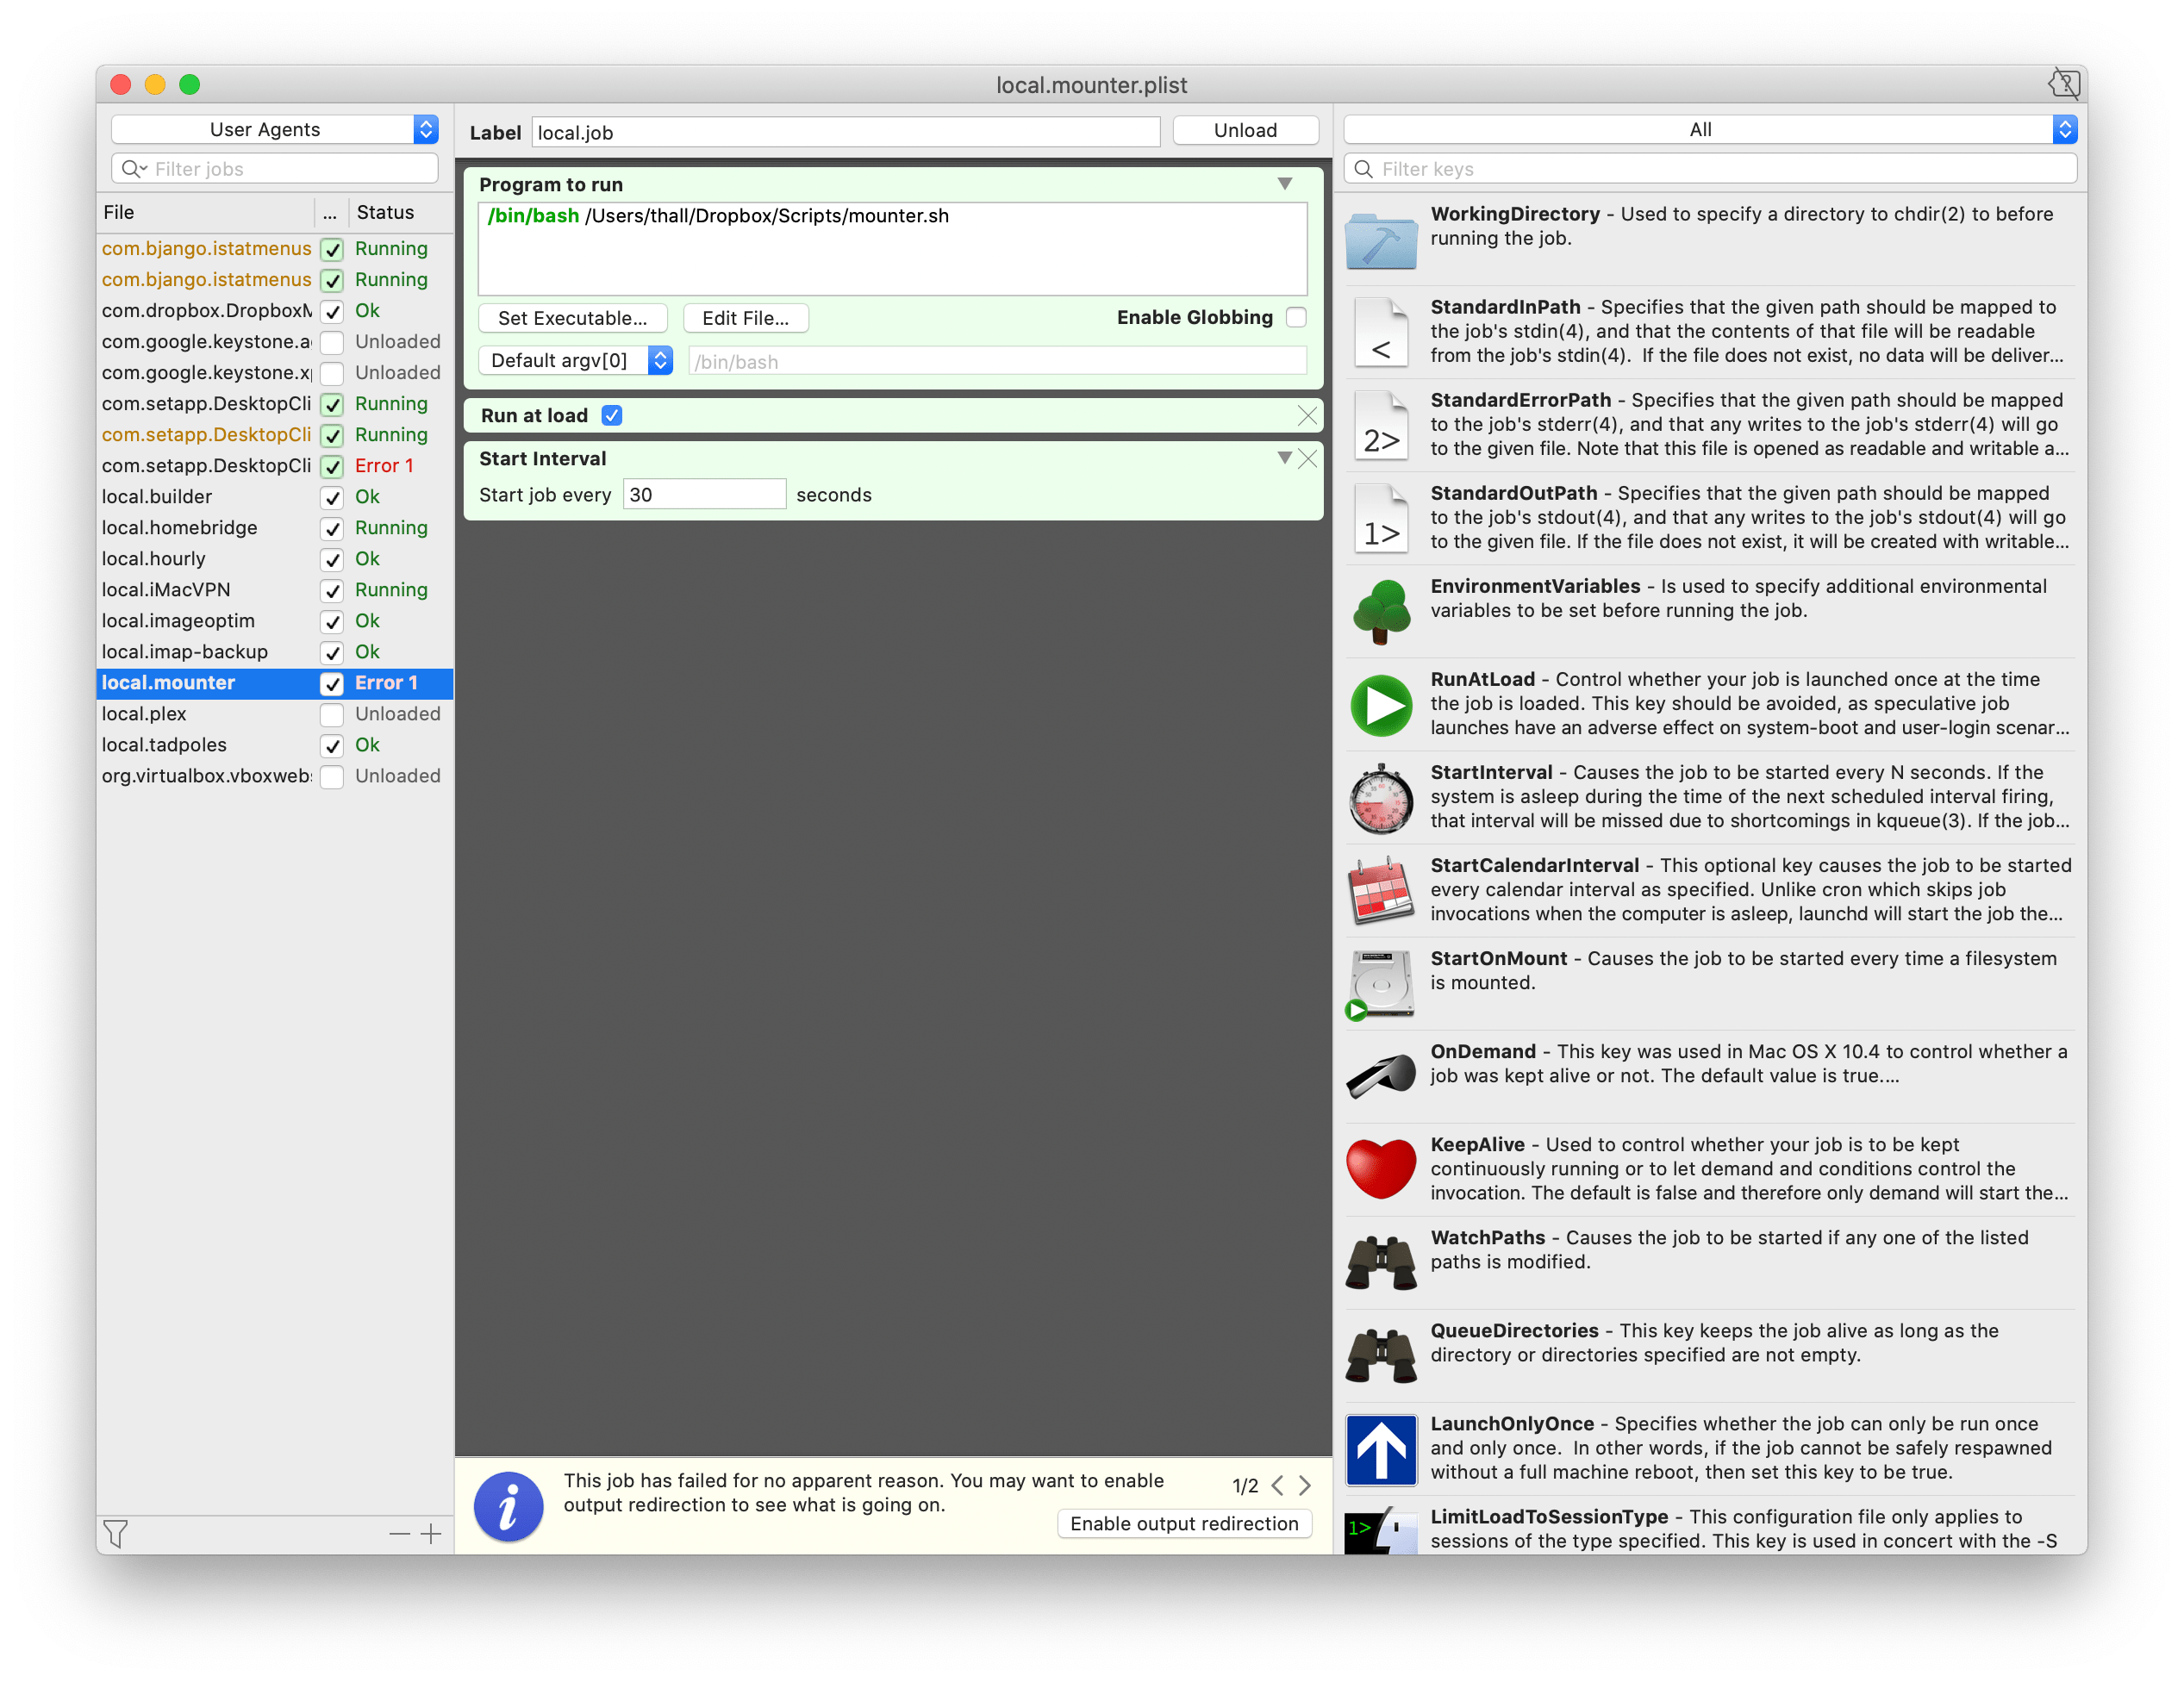 local.mounter.plist
User Agents
Filter jobs
File ... Status
com.bjango.istatmenus Running
com.bjango.istatmenus Running
com.dropbox.DropboxM Ok
com.google.keystone.a Unloaded
com.google.keystone.x Unloaded
com.setapp.DesktopCli Running
com.setapp.DesktopCli Running
com.setapp.DesktopCli Error 1
local.builder Ok
local.homebridge Running
local.hourly Ok
local.iMacVPN Running
local.imageoptim Ok
local.imap-backup Ok
local.mounter Error 1
local.plex Unloaded
local.tadpoles Ok
org.virtualbox.vboxweb Unloaded
Label local.job Unload
Program to run
/bin/bash /Users/thall/Dropbox/Scripts/mounter.sh
Set Executable... Edit File... Enable Globbing
Default argv[0] /bin/bash
Run at load
Start Interval
Start job every 30 seconds
This job has failed for no apparent reason. You may want to enable
output redirection to see what is going on.
1/2
Enable output redirection
All
Filter keys
WorkingDirectory - Used to specify a directory to chdir(2) to before
running the job.
<
StandardInPath - Specifies that the given path should be mapped to
the job's stdin(4), and that the contents of that file will be readable
from the job's stdin(4).  If the file does not exist, no data will be deliver...
2>
StandardErrorPath - Specifies that the given path should be mapped
to the job's stderr(4), and that any writes to the job's stderr(4) will go
to the given file. Note that this file is opened as readable and writable a...
1>
StandardOutPath - Specifies that the given path should be mapped
to the job's stdout(4), and that any writes to the job's stdout(4) will go
to the given file. If the file does not exist, it will be created with writable...
EnvironmentVariables - Is used to specify additional environmental
variables to be set before running the job.
RunAtLoad - Control whether your job is launched once at the time
the job is loaded. This key should be avoided, as speculative job
launches have an adverse effect on system-boot and user-login scenar...
StartInterval - Causes the job to be started every N seconds. If the
system is asleep during the time of the next scheduled interval firing,
that interval will be missed due to shortcomings in kqueue(3). If the job...
StartCalendarInterval - This optional key causes the job to be started
every calendar interval as specified. Unlike cron which skips job
invocations when the computer is asleep, launchd will start the job the...
StartOnMount - Causes the job to be started every time a filesystem
is mounted.
OnDemand - This key was used in Mac OS X 10.4 to control whether a
job was kept alive or not. The default value is true....
KeepAlive - Used to control whether your job is to be kept
continuously running or to let demand and conditions control the
invocation. The default is false and therefore only demand will start the...
WatchPaths - Causes the job to be started if any one of the listed
paths is modified.
QueueDirectories - This key keeps the job alive as long as the
directory or directories specified are not empty.
LaunchOnlyOnce - Specifies whether the job can only be run once
and only once.  In other words, if the job cannot be safely respawned
without a full machine reboot, then set this key to be true.
1>
LimitLoadToSessionType - This configuration file only applies to
sessions of the type specified. This key is used in concert with the -S